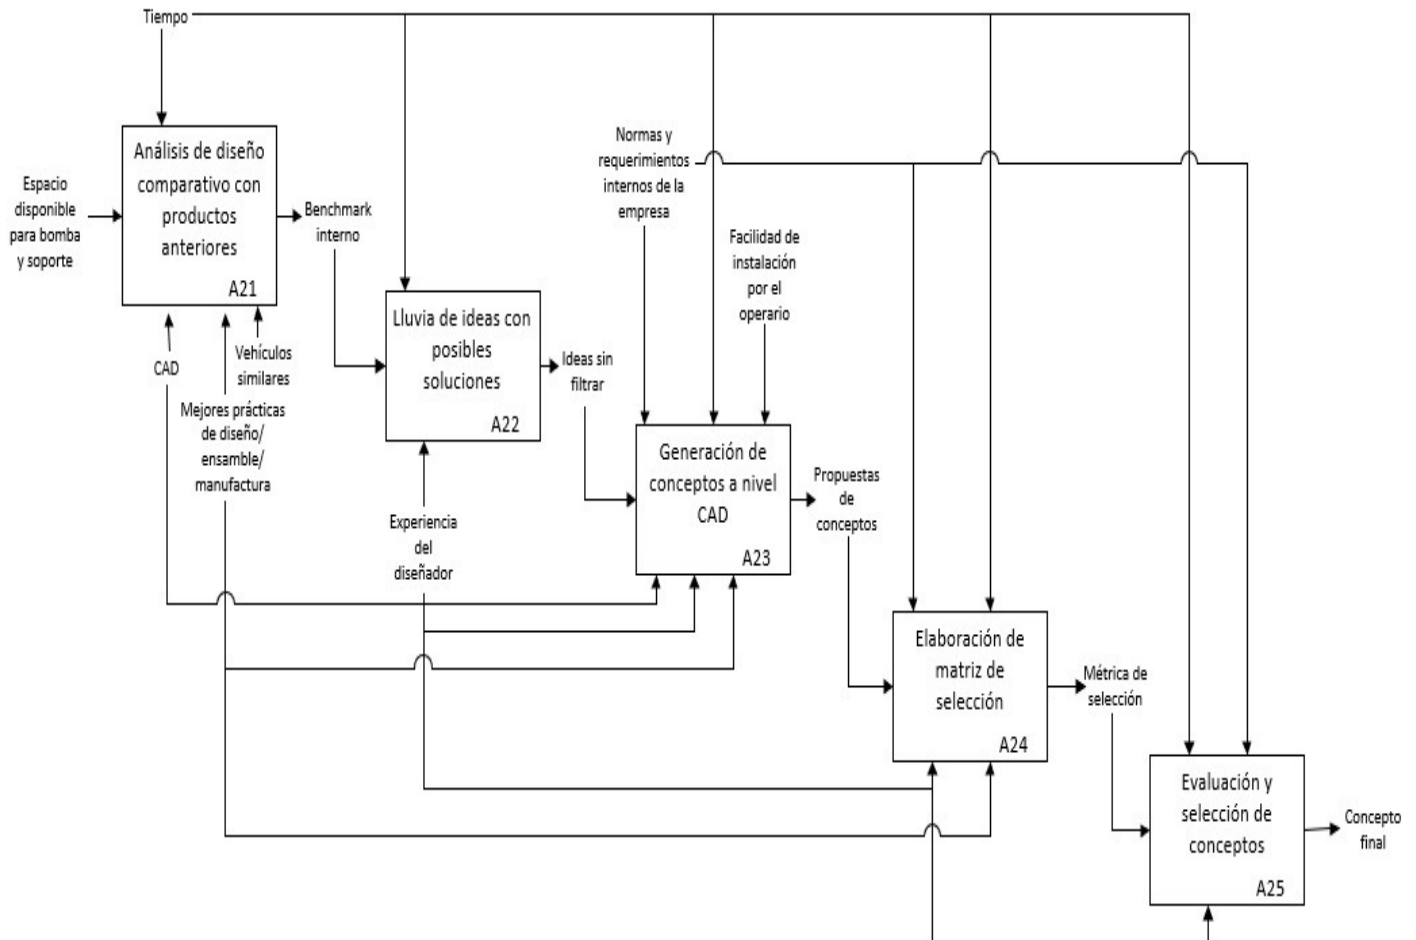 Tiempo
Análisis de diseño
comparativo con
productos
anteriores
A21
Espacio
disponible
para bomba
y soporte
Benchmark
interno
CAD
Vehículos
similares
Mejores prácticas
de diseño/
ensamble/
manufactura
Lluvia de ideas con
posibles
soluciones
A22
Ideas sin
filtrar
Experiencia
del
diseñador
Normas y
requerimientos
internos de la
empresa
Facilidad de
instalación
por el
operario
Generación de
conceptos a nivel
CAD
A23
Propuestas
de
conceptos
Elaboración de
matriz de
selección
A24
Métrica de
selección
Evaluación y
selección de
conceptos
A25
Concepto
final